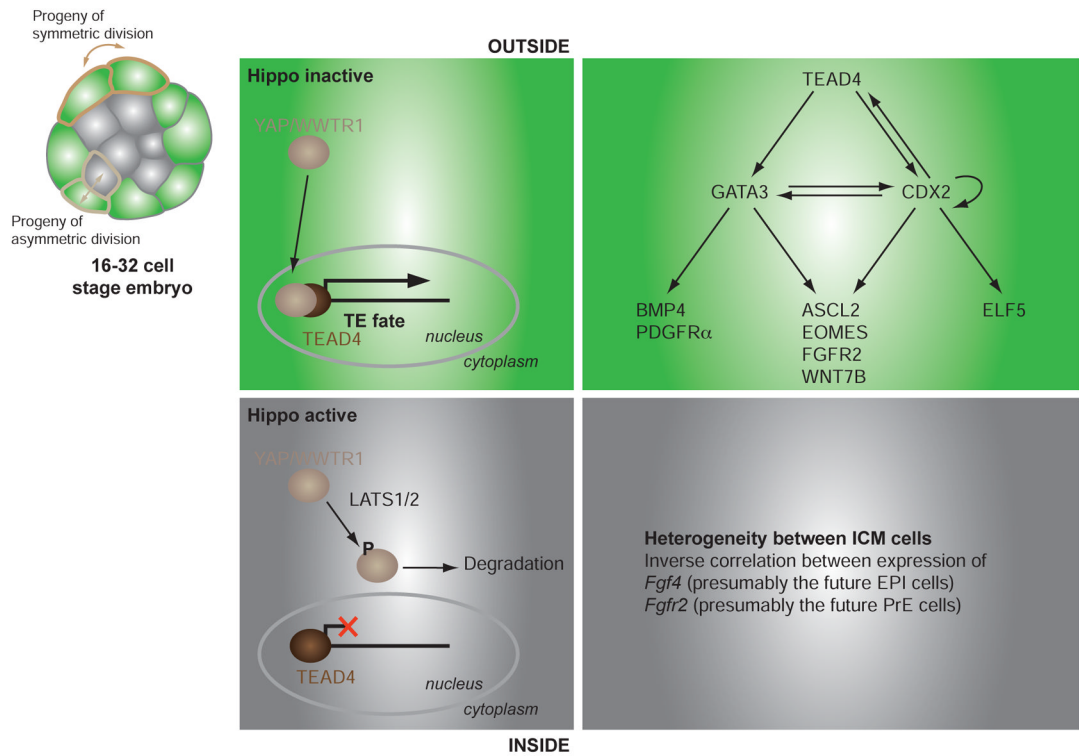 Progeny of
symmetric division
Progeny of
asymmetric division
16-32 cell
stage embryo
OUTSIDE
Hippo inactive
YAP/WWTR1
TE fate
TEAD4
nucleus
cytoplasm
TEAD4
GATA3
CDX2
BMP4
PDGFRα
ASCL2
EOMES
FGFR2
WNT7B
ELF5
Hippo active
YAP/WWTR1
LATS1/2
P
Degradation
TEAD4
nucleus
cytoplasm
Heterogeneity between ICM cells
Inverse correlation between expression of
Fgf4 (presumably the future EPI cells)
Fgfr2 (presumably the future PrE cells)
INSIDE